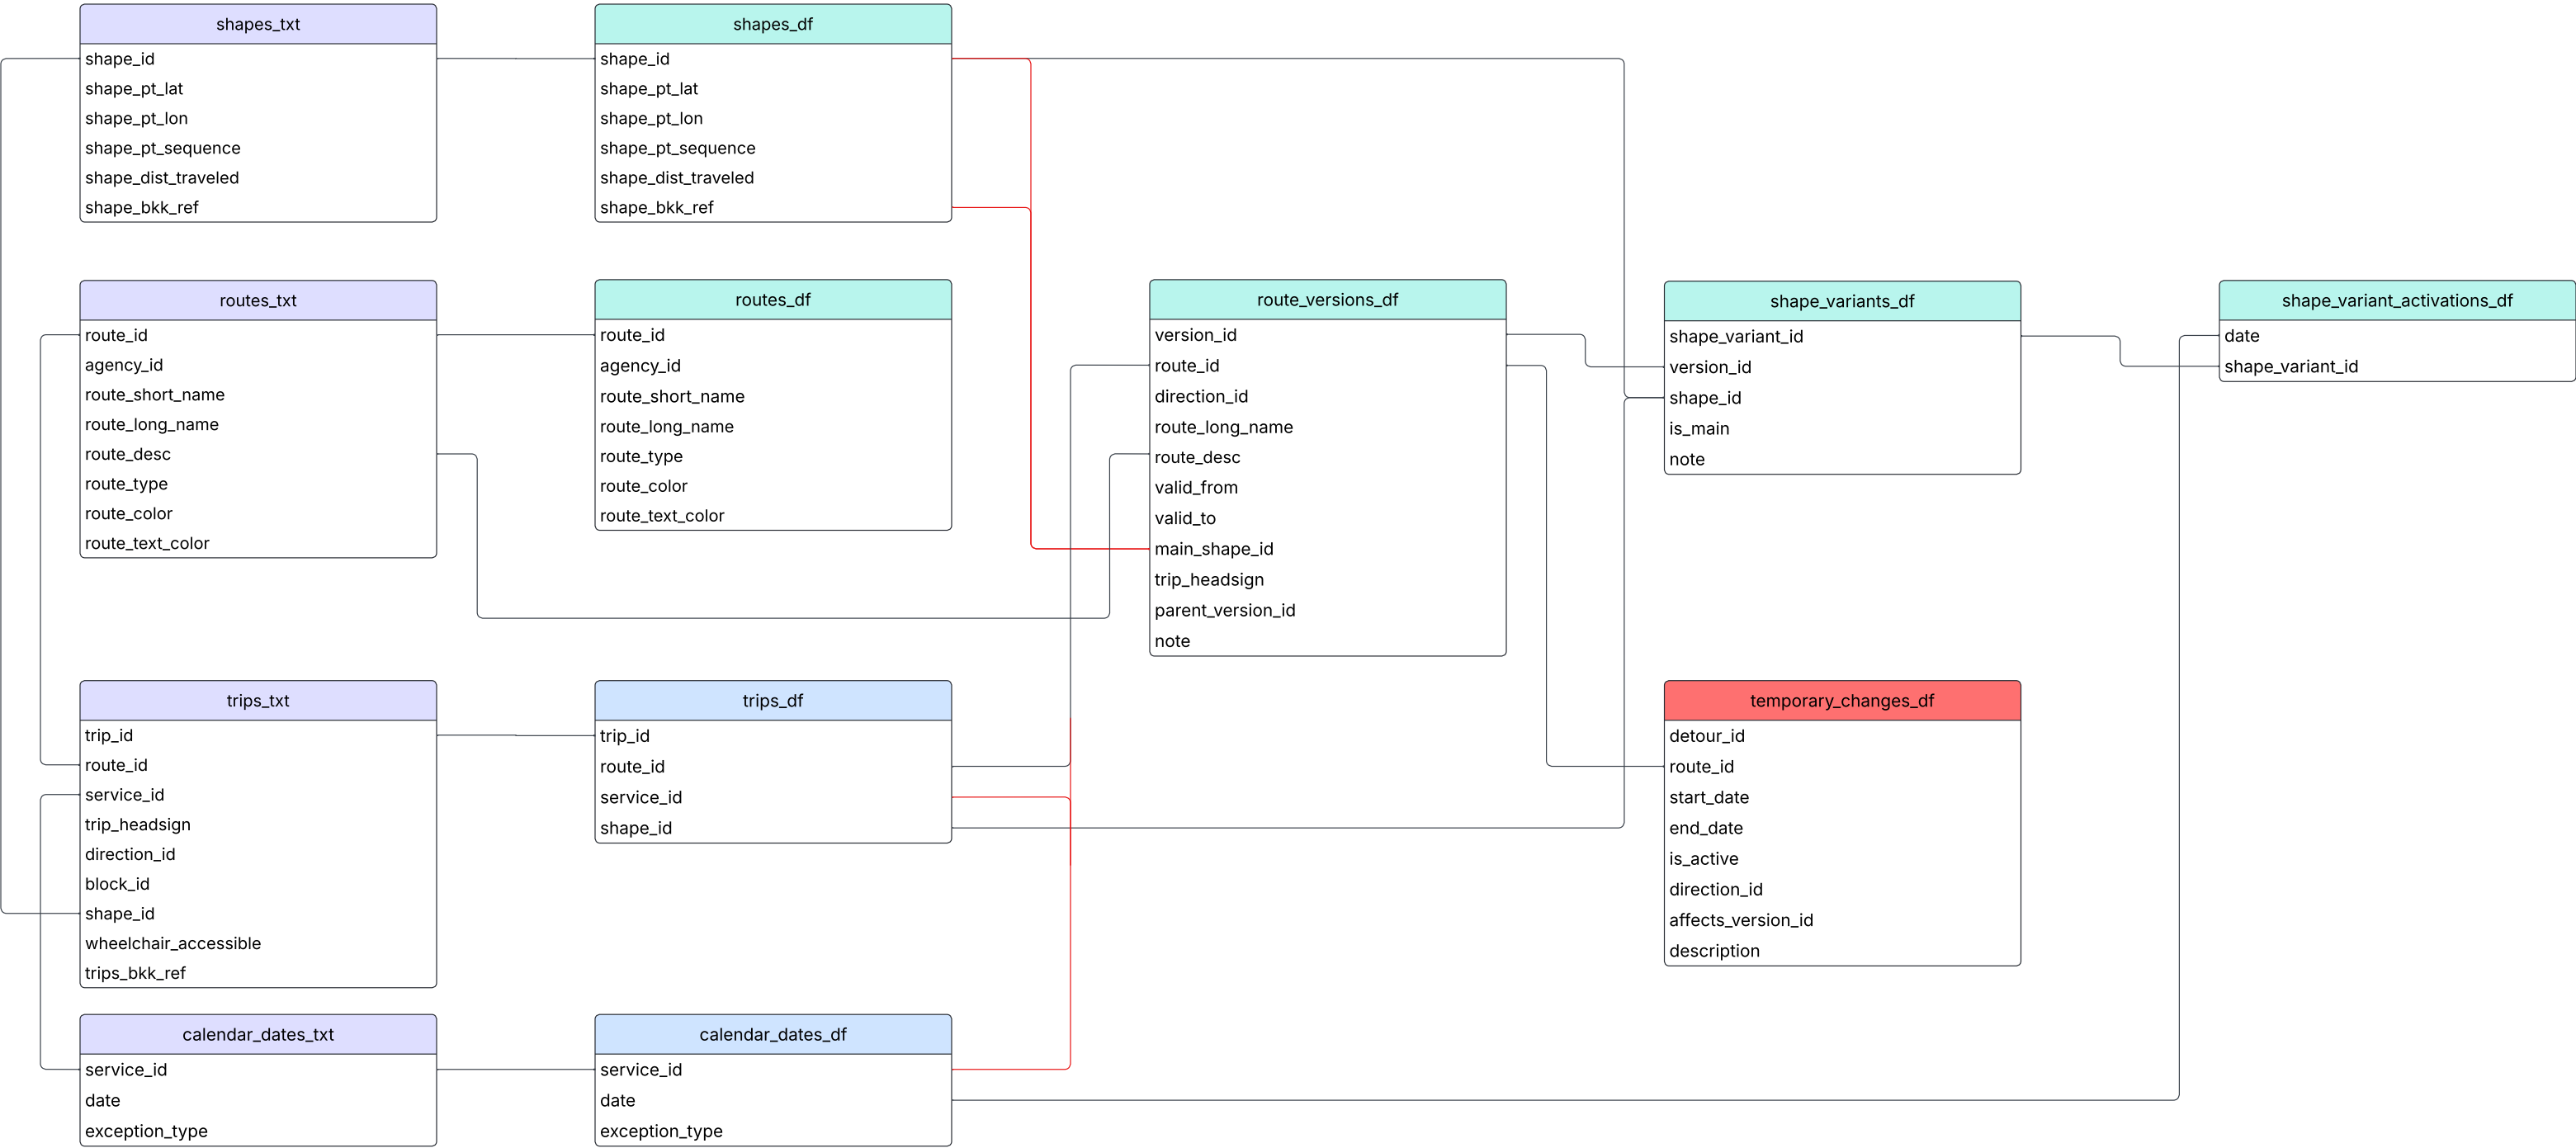 shapes_txt
shape_id
shape_pt_lat
shape_pt_lon
shape_pt_sequence
shape_dist_traveled
shape_bkk_ref
shapes_df
shape_id
shape_pt_lat
shape_pt_lon
shape_pt_sequence
shape_dist_traveled
shape_bkk_ref
routes_txt
route_id
agency_id
route_short_name
route_long_name
route_desc
route_type
route_color
route_text_color
routes_df
route_id
agency_id
route_short_name
route_long_name
route_type
route_color
route_text_color
route_versions_df
version_id
route_id
direction_id
route_long_name
route_desc
valid_from
valid_to
main_shape_id
trip_headsign
parent_version_id
note
shape_variants_df
shape_variant_id
version_id
shape_id
is_main
note
shape_variant_activations_df
date
shape_variant_id
trips_txt
trip_id
route_id
service_id
trip_headsign
direction_id
block_id
shape_id
wheelchair_accessible
trips_bkk_ref
trips_df
trip_id
route_id
service_id
shape_id
temporary_changes_df
detour_id
route_id
start_date
end_date
is_active
direction_id
affects_version_id
description
calendar_dates_txt
service_id
date
exception_type
calendar_dates_df
service_id
date
exception_type